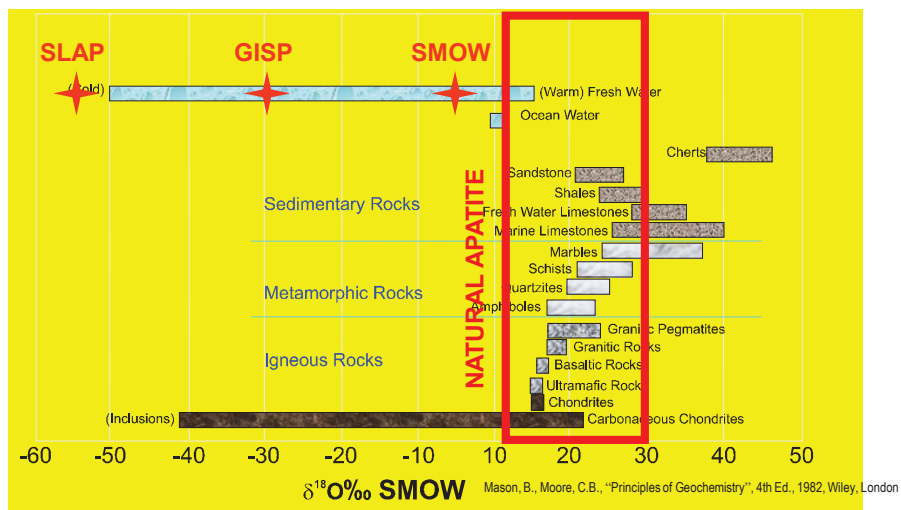 SLAP GISP SMOW
(Cold) (Warm) Fresh Water
Ocean Water
Cherts
Sandstone
Shales
Sedimentary Rocks
Fresh Water Limestones
Marine Limestones
NATURAL APATITE
Marbles
Schists
Metamorphic Rocks
Quartzites
Amphiboles
Granitic Pegmatites
Granitic Rocks
Igneous Rocks
Basaltic Rocks
Ultramafic Rock
Chondrites
(Inclusions) Carbonaceous Chondrites
-60 -50 -40 -30 -20 -10 10 20 30 40 50
δ¹⁸O‰ SMOW
Mason, B., Moore, C.B., “Principles of Geochemistry”, 4th Ed., 1982, Wiley, London